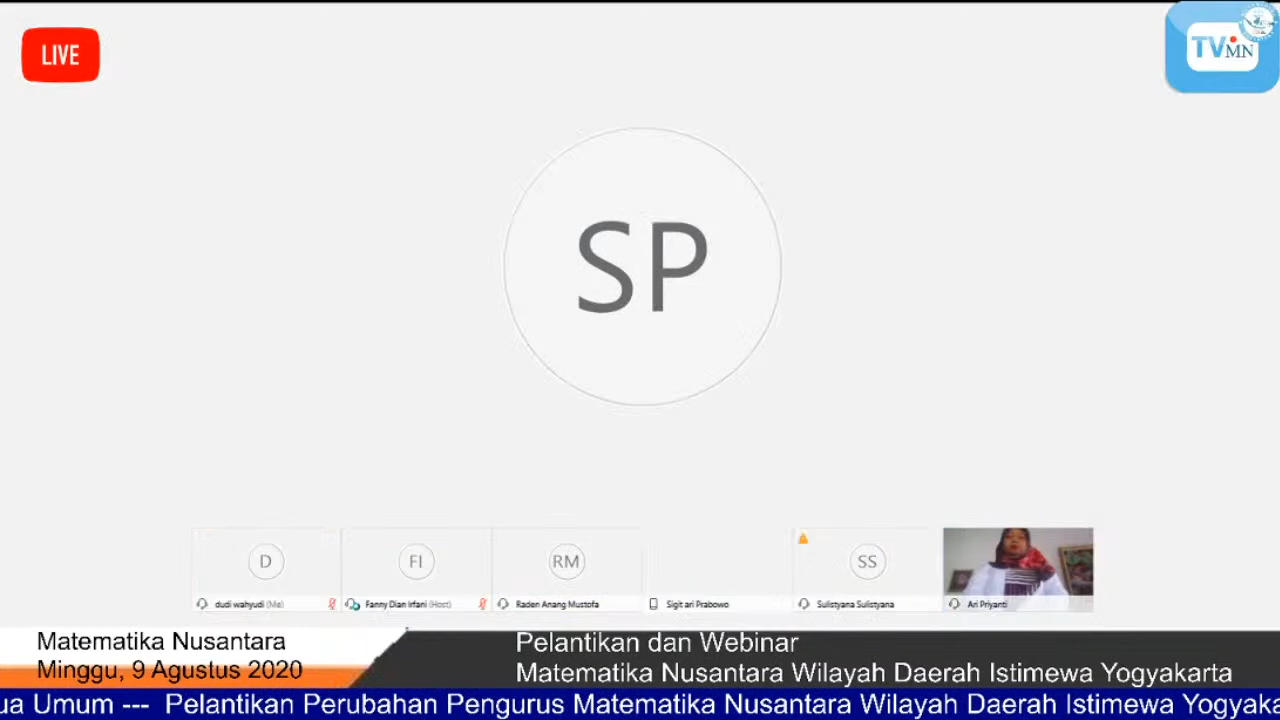 LIVE
TVMN
SP
D
FI
RM
SS
dudi wahyudi (Me)
Fanny Dian Irfani (Host)
Raden Anang Mustofa
Sigit ari Prabowo
Sulistyana Sulistyana
Ari Priyanti
Matematika Nusantara
Minggu, 9 Agustus 2020
Pelantikan dan Webinar
Matematika Nusantara Wilayah Daerah Istimewa Yogyakarta
ua Umum --- Pelantikan Perubahan Pengurus Matematika Nusantara Wilayah Daerah Istimewa Yogyaka